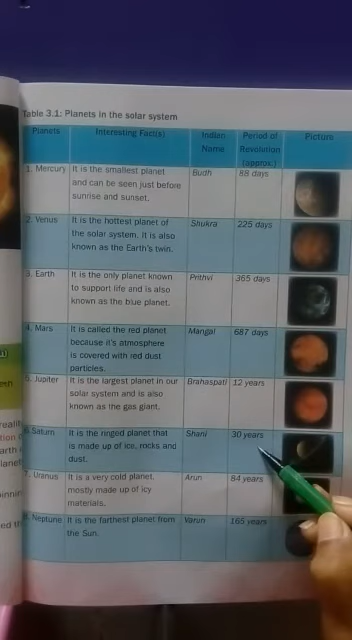 Table 3.1: Planets in the solar system
Planets Interesting Fact(s) Indian Name Period of Revolution (approx.) Picture
1. Mercury It is the smallest planet Budh 88 days
and can be seen just before
sunrise and sunset.
2. Venus It is the hottest planet of Shukra 225 days
the solar system. It is also
known as the Earth's twin.
3. Earth It is the only planet known Prithvi 365 days
to support life and is also
known as the blue planet.
4. Mars It is called the red planet Mangal 687 days
because it's atmosphere
is covered with red dust
particles.
5. Jupiter It is the largest planet in our Brahaspati 12 years
solar system and is also
known as the gas giant.
6. Saturn It is the ringed planet that Shani 30 years
is made up of ice, rocks and
dust.
7. Uranus It is a very cold planet, Arun 84 years
mostly made up of icy
materials.
8. Neptune It is the farthest planet from Varun 165 years
the Sun.